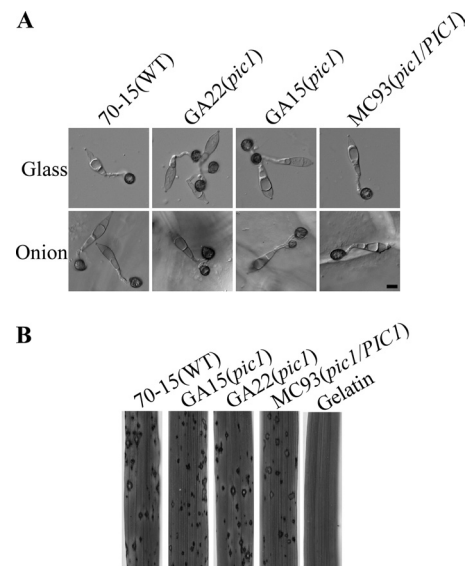 A
70-15(WT)
GA22(pic1)
GA15(pic1)
MC93(pic1/PIC1)
Glass
Onion
B
70-15(WT)
GA15(pic1)
GA22(pic1)
MC93(pic1/PIC1)
Gelatin